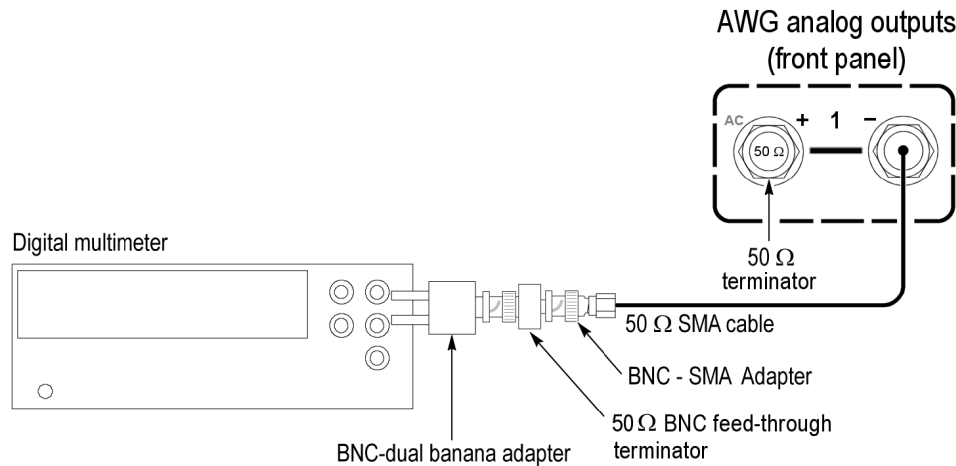 AWG analog outputs
(front panel)
AC + 1 −
50 Ω
50 Ω
terminator
Digital multimeter
50 Ω SMA cable
BNC - SMA Adapter
50 Ω BNC feed-through
terminator
BNC-dual banana adapter